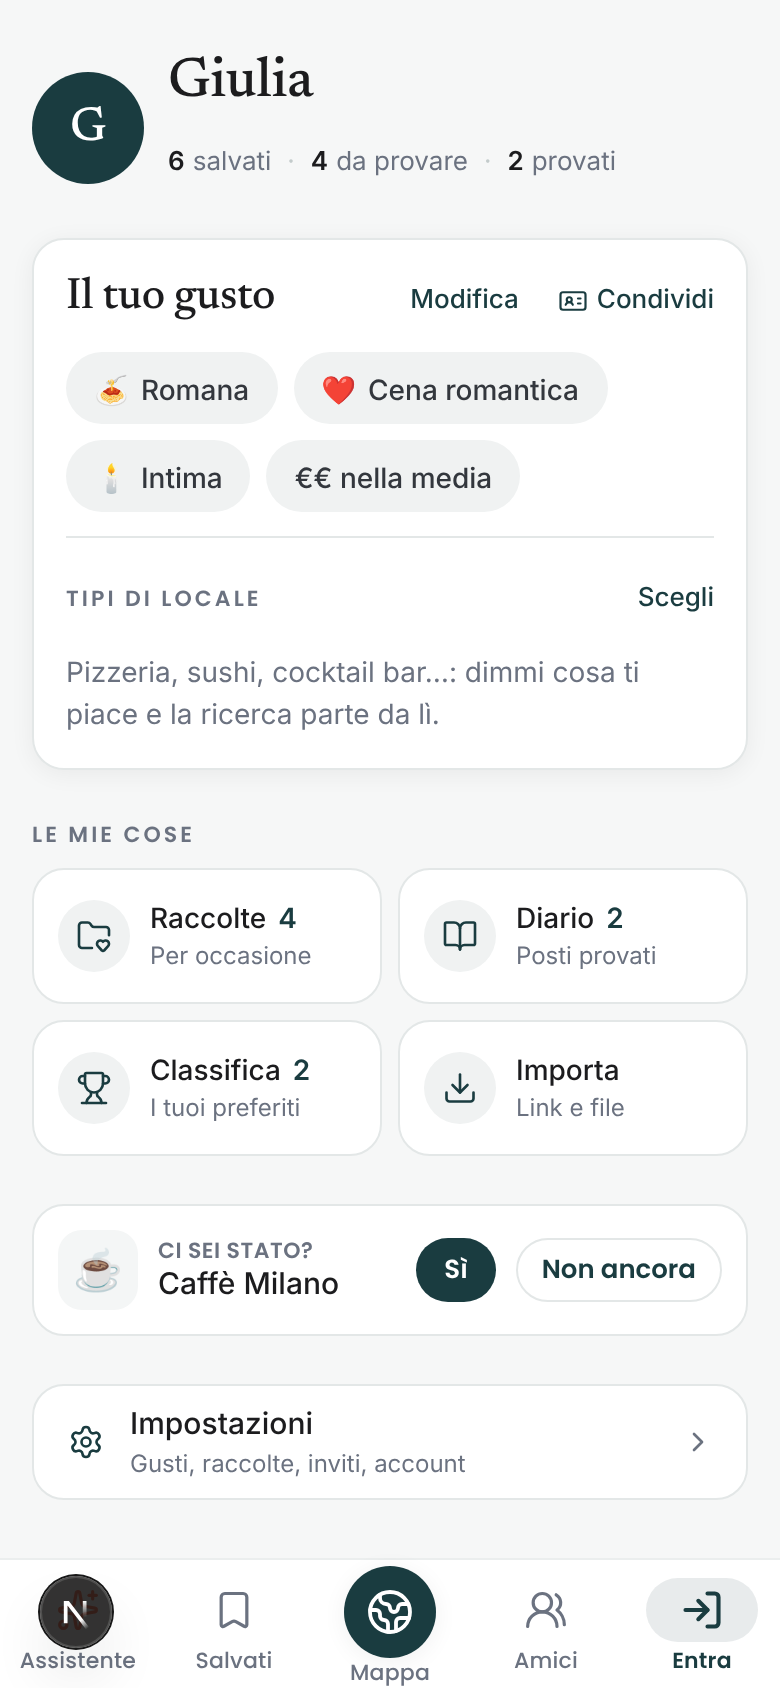 G
Giulia
6 salvati · 4 da provare · 2 provati
Il tuo gusto
Modifica
Condividi
Romana
Cena romantica
Intima
€€ nella media
TIPI DI LOCALE
Scegli
Pizzeria, sushi, cocktail bar...: dimmi cosa ti
piace e la ricerca parte da lì.
LE MIE COSE
Raccolte 4
Per occasione
Diario 2
Posti provati
Classifica 2
I tuoi preferiti
Importa
Link e file
CI SEI STATO?
Caffè Milano
Sì
Non ancora
Impostazioni
Gusti, raccolte, inviti, account
N
Assistente
Salvati
Mappa
Amici
Entra